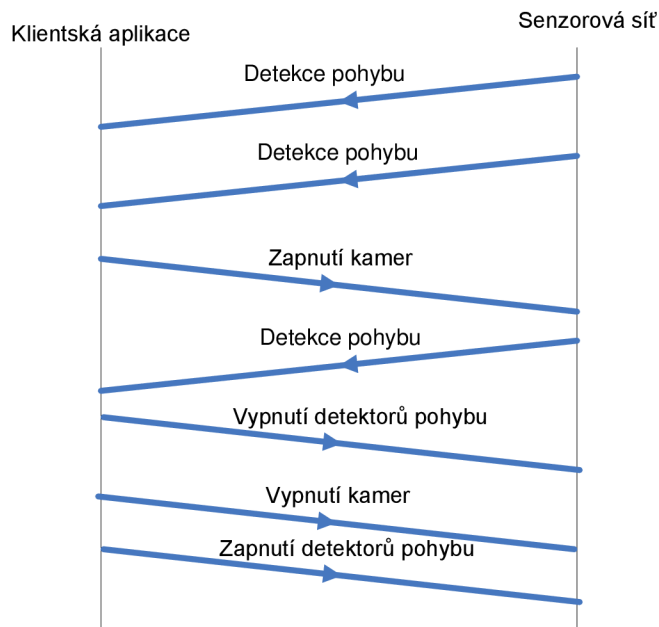 Klientská aplikace
Senzorová síť
Detekce pohybu
Detekce pohybu
Zapnutí kamer
Detekce pohybu
Vypnutí detektorů pohybu
Vypnutí kamer
Zapnutí detektorů pohybu